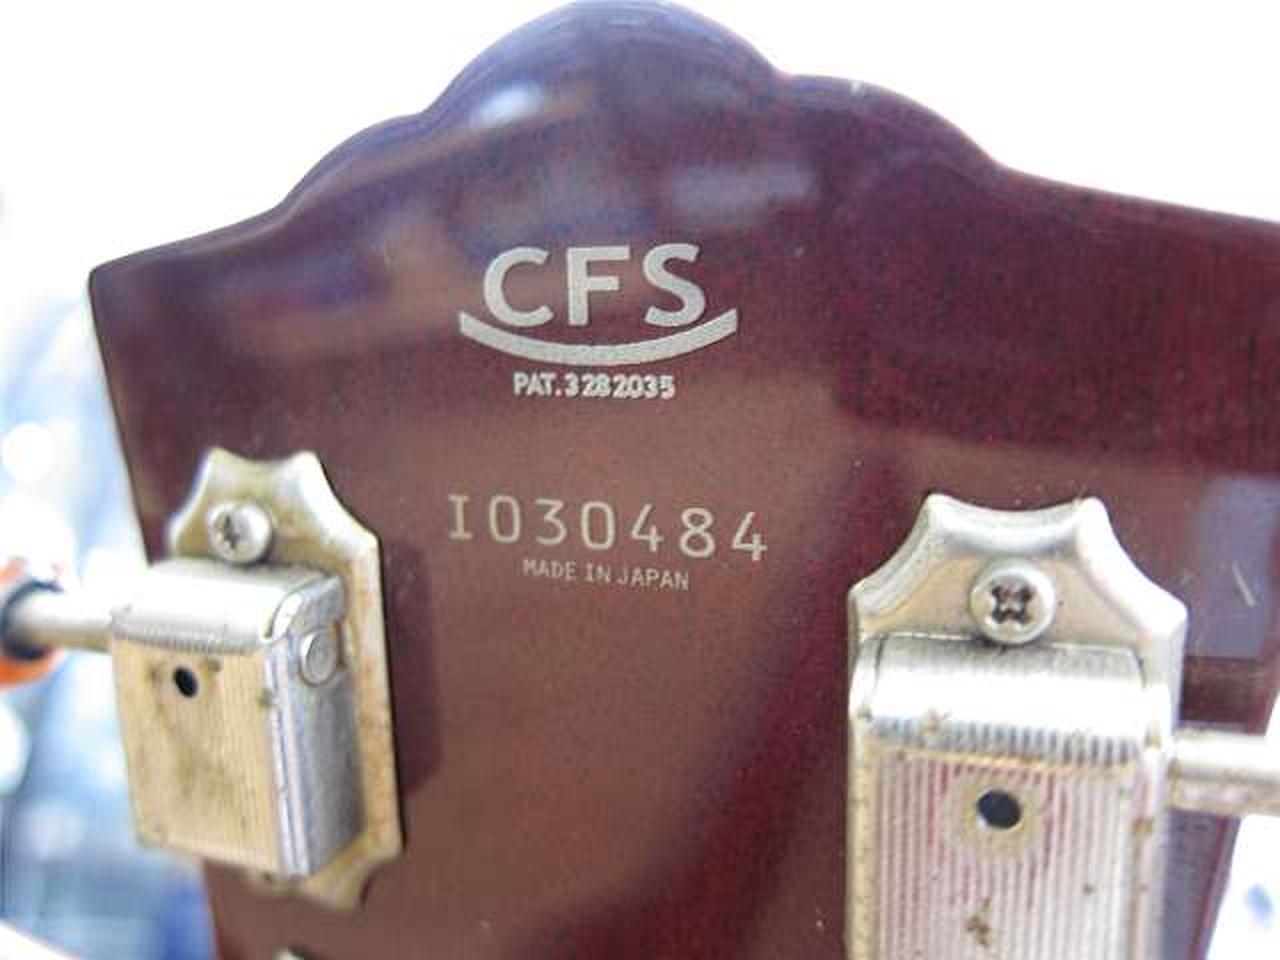 CFS
PAT.3282035
I030484
MADE IN JAPAN